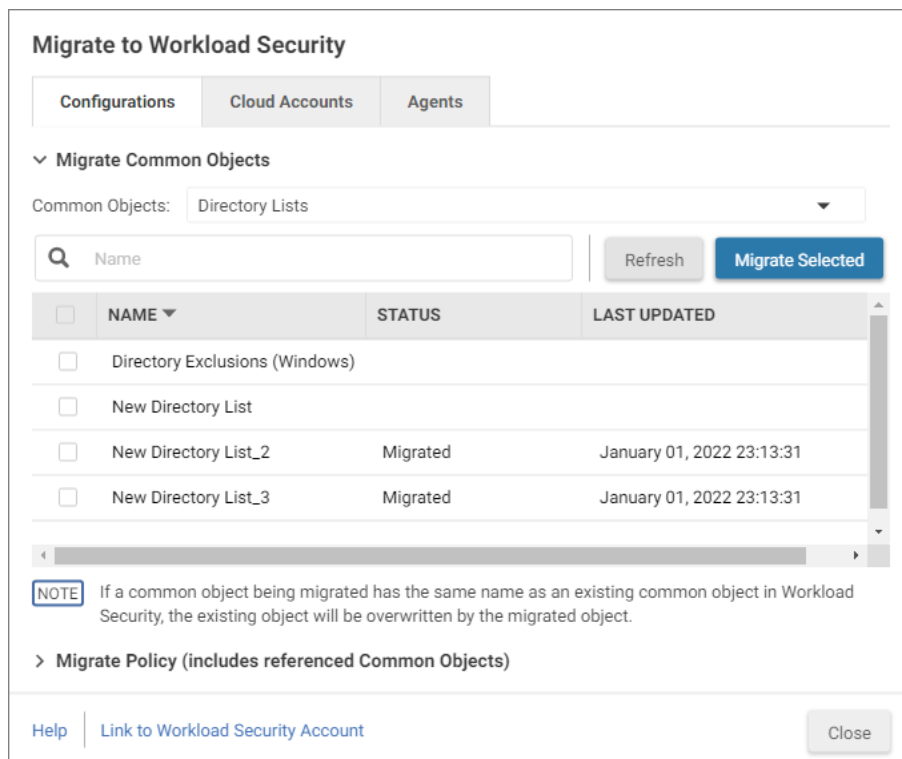 Migrate to Workload Security
Configurations Cloud Accounts Agents
Migrate Common Objects
Common Objects: Directory Lists
Name Refresh Migrate Selected
NAME STATUS LAST UPDATED
Directory Exclusions (Windows)
New Directory List
New Directory List_2 Migrated January 01, 2022 23:13:31
New Directory List_3 Migrated January 01, 2022 23:13:31
NOTE If a common object being migrated has the same name as an existing common object in Workload
Security, the existing object will be overwritten by the migrated object.
Migrate Policy (includes referenced Common Objects)
Help Link to Workload Security Account Close